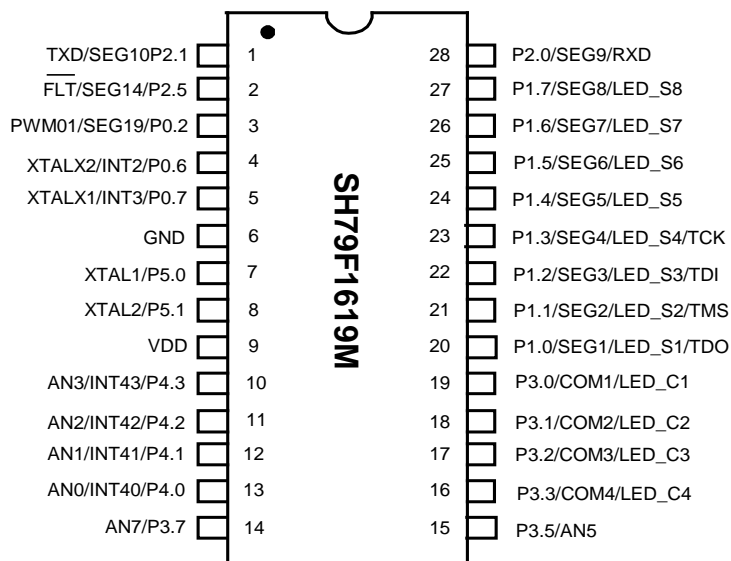 TXD/SEG10P2.1 1 28 P2.0/SEG9/RXD
FLT/SEG14/P2.5 2 27 P1.7/SEG8/LED_S8
PWM01/SEG19/P0.2 3 26 P1.6/SEG7/LED_S7
XTALX2/INT2/P0.6 4 25 P1.5/SEG6/LED_S6
XTALX1/INT3/P0.7 5 24 P1.4/SEG5/LED_S5
GND 6 23 P1.3/SEG4/LED_S4/TCK
XTAL1/P5.0 7 22 P1.2/SEG3/LED_S3/TDI
XTAL2/P5.1 8 21 P1.1/SEG2/LED_S2/TMS
VDD 9 20 P1.0/SEG1/LED_S1/TDO
AN3/INT43/P4.3 10 19 P3.0/COM1/LED_C1
AN2/INT42/P4.2 11 18 P3.1/COM2/LED_C2
AN1/INT41/P4.1 12 17 P3.2/COM3/LED_C3
AN0/INT40/P4.0 13 16 P3.3/COM4/LED_C4
AN7/P3.7 14 15 P3.5/AN5
SH79F1619M